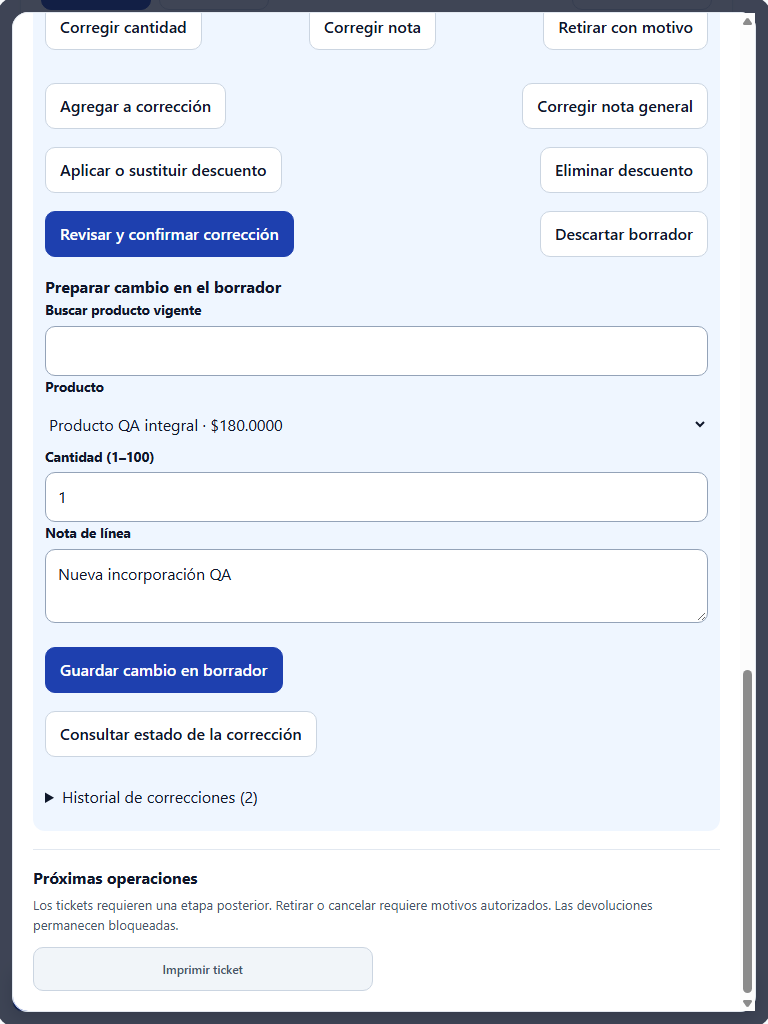 Corregir cantidad
Corregir nota
Retirar con motivo
Agregar a corrección
Corregir nota general
Aplicar o sustituir descuento
Eliminar descuento
Revisar y confirmar corrección
Descartar borrador
Preparar cambio en el borrador
Buscar producto vigente
Producto
Producto QA integral · $180.0000
Cantidad (1–100)
1
Nota de línea
Nueva incorporación QA
Guardar cambio en borrador
Consultar estado de la corrección
Historial de correcciones (2)
Próximas operaciones
Los tickets requieren una etapa posterior. Retirar o cancelar requiere motivos autorizados. Las devoluciones
permanecen bloqueadas.
Imprimir ticket